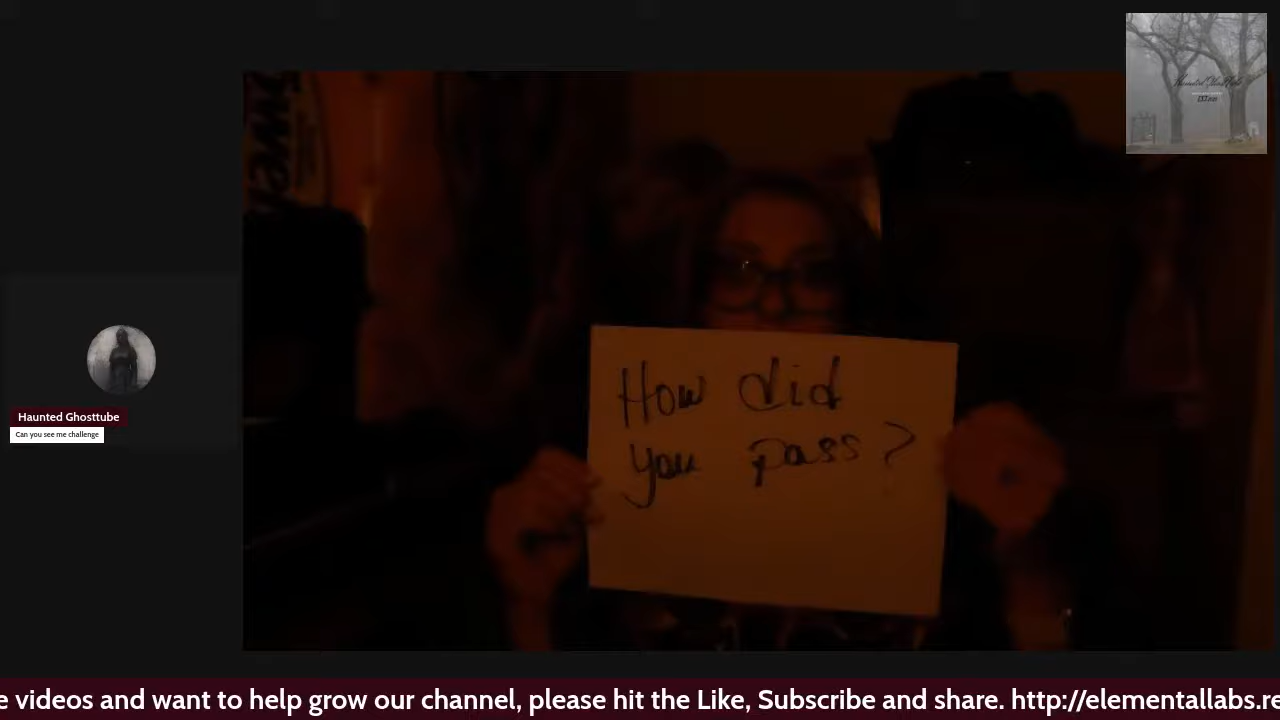 How did
you pass?
Haunted Ghosttube
Can you see me challenge
e videos and want to help grow our channel, please hit the Like, Subscribe and share. http://elementallabs.re